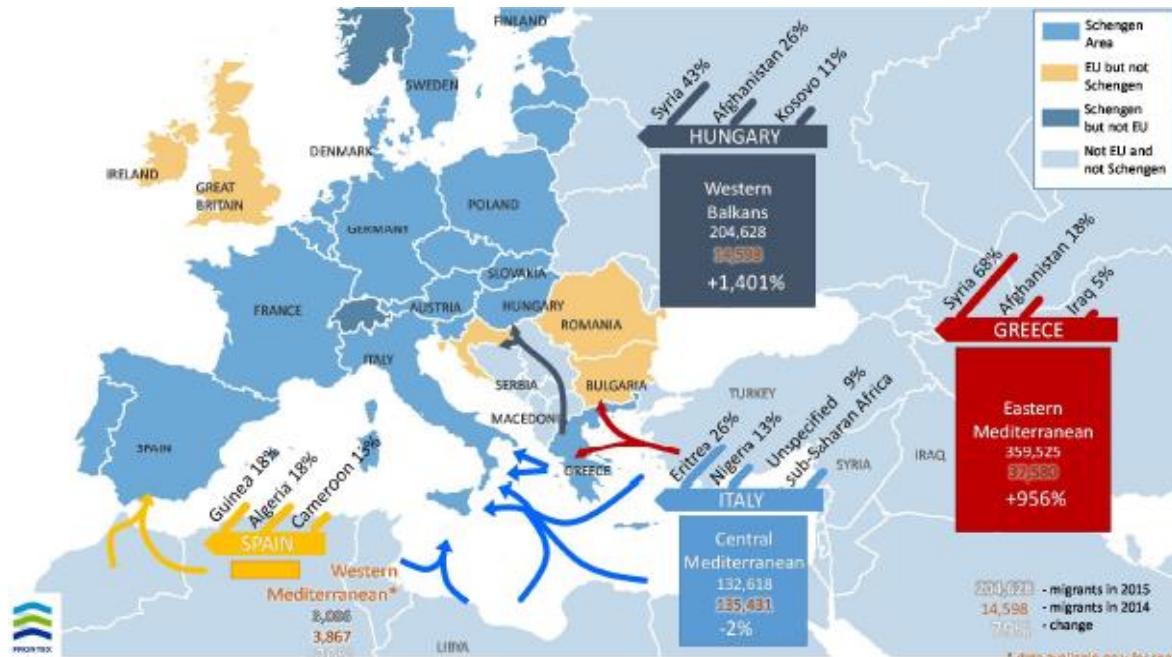 FINLAND
SWEDEN
DENMARK
IRELAND
GREAT
BRITAIN
POLAND
GERMANY
SLOVAKIA
FRANCE
AUSTRIA
HUNGARY
ROMANIA
ITALY
SERBIA
BULGARIA
MACEDONI
SPAIN
GREECE
TURKEY
SYRIA
IRAQ
LIBYA
Schengen
Area
EU but not
Schengen
Schengen
but not EU
Not EU and
not Schengen
Syria 43%
Afghanistan 26%
Kosovo 11%
HUNGARY
Western
Balkans
204,628
14,598
+1,401%
Syria 68%
Afghanistan 18%
Iraq 5%
GREECE
Eastern
Mediterranean
359,525
+956%
Eritrea 26%
Nigeria 13%
Unspecified 9%
sub-Saharan Africa
ITALY
Central
Mediterranean
132,618
135,431
-2%
Guinea 18%
Algeria 18%
Cameroon 13%
SPAIN
Western
Mediterranean*
3,867
204,628 - migrants in 2015
14,598 - migrants in 2014
- change
FRONTEX